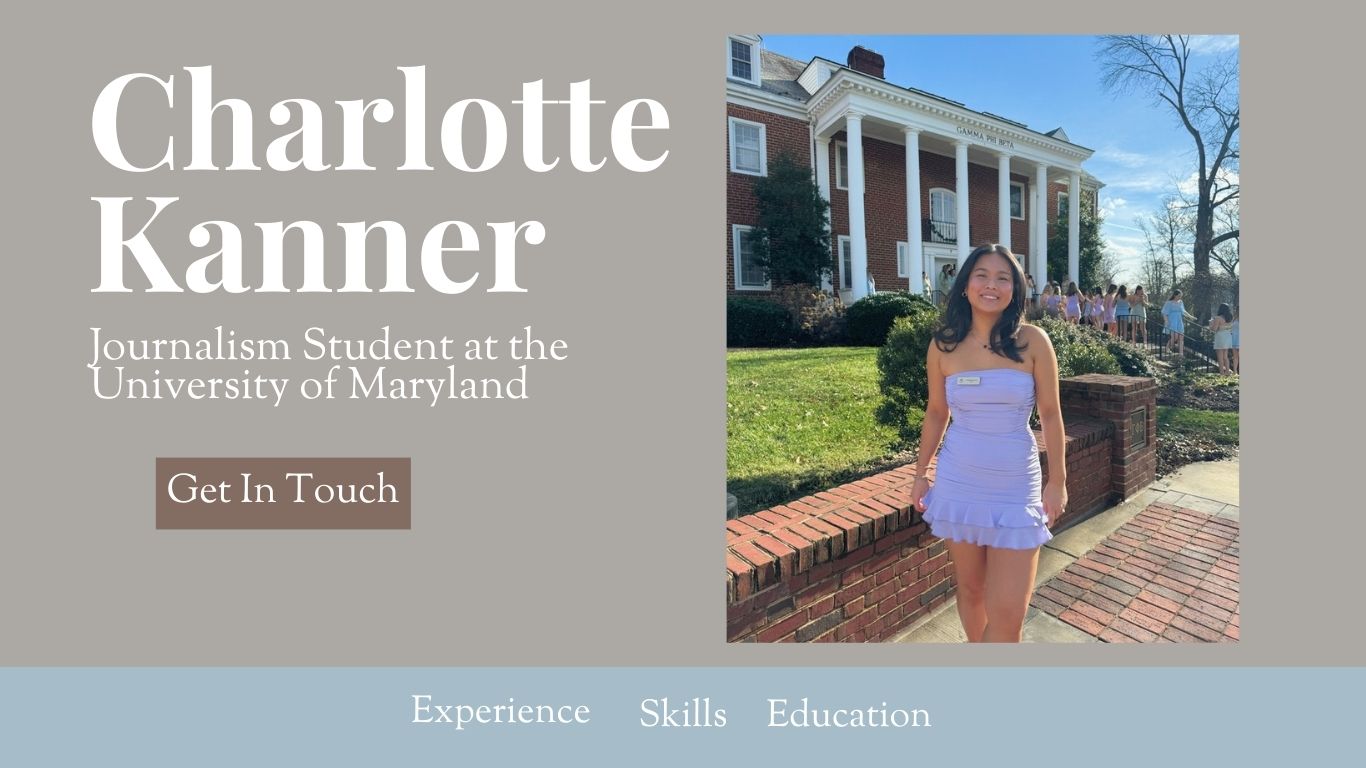 Charlotte
Kanner
Journalism Student at the
University of Maryland
Get In Touch
GAMMA PHI BETA
Experience
Skills
Education